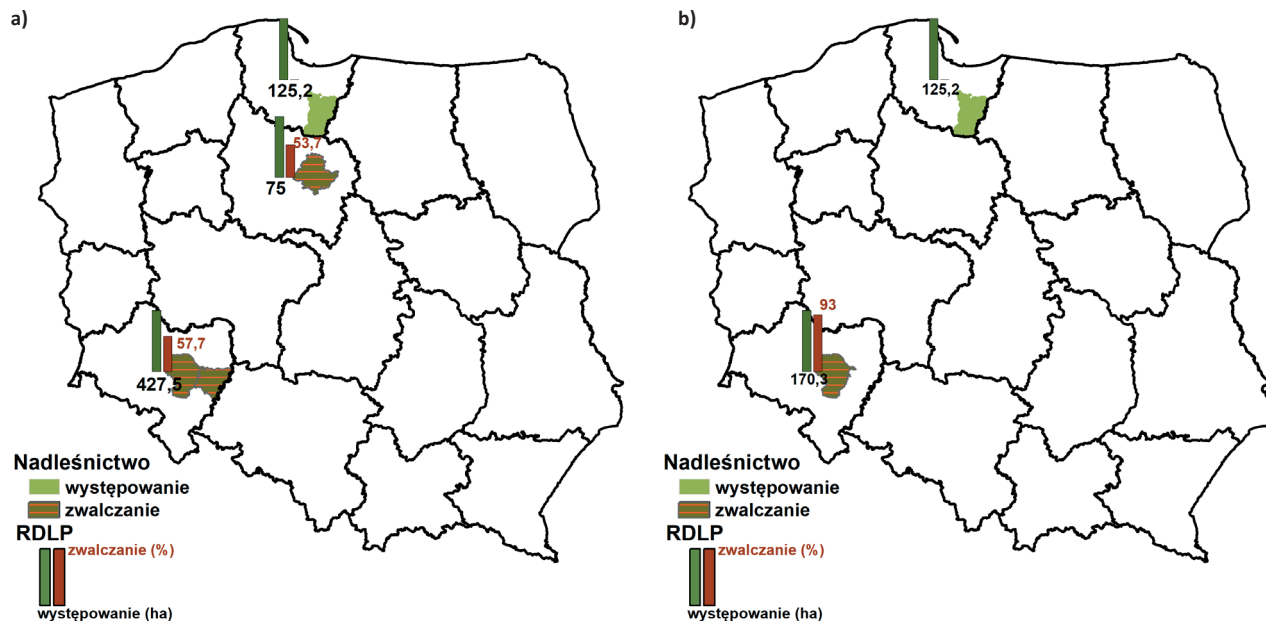 a)
125,2
53,7
75
57,7
427,5
Nadleśnictwo
występowanie
zwalczanie
RDLP
zwalczanie (%)
występowanie (ha)
b)
125,2
93
170,3
Nadleśnictwo
występowanie
zwalczanie
RDLP
zwalczanie (%)
występowanie (ha)